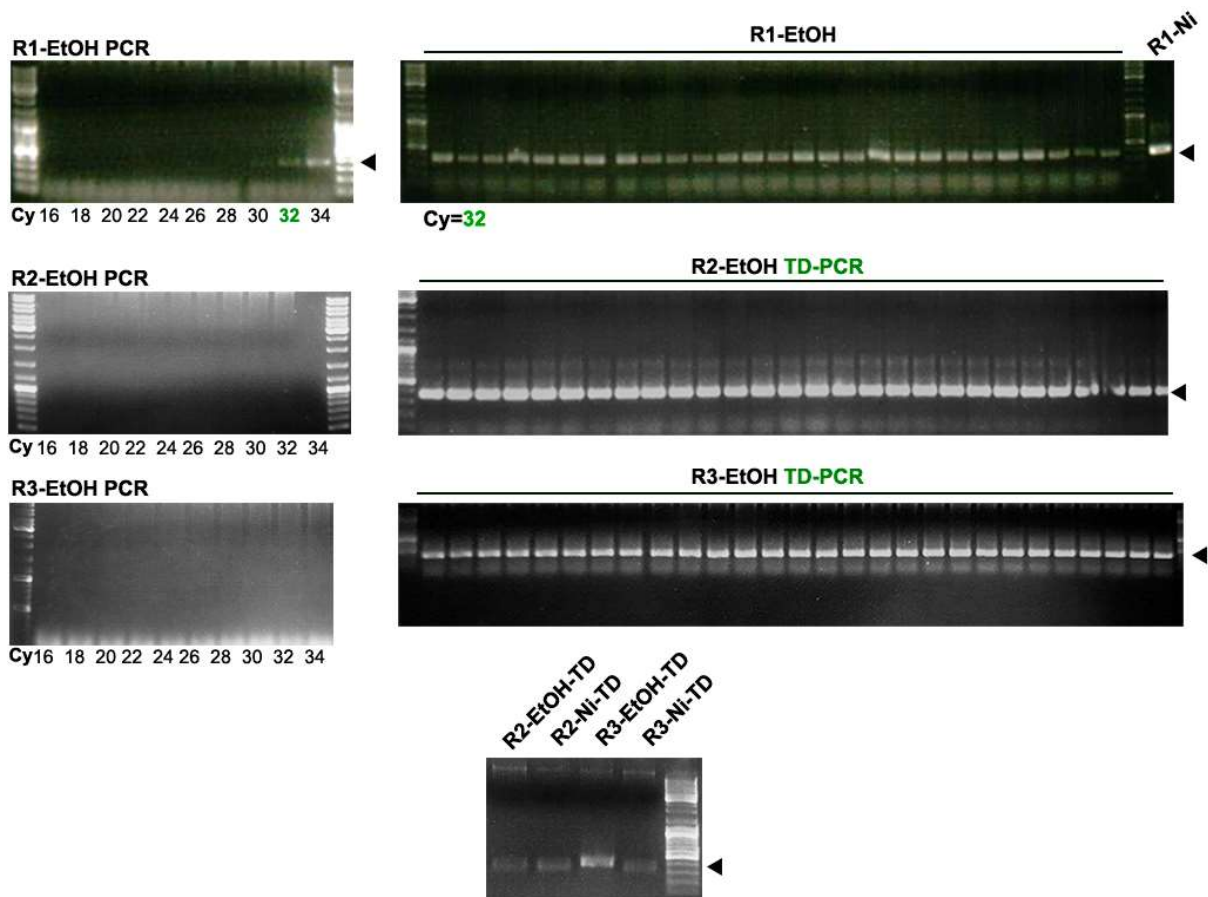 R1-EtOH PCR
R1-EtOH
R1-Ni
Cy 16 18 20 22 24 26 28 30 32 34
Cy=32
R2-EtOH PCR
R2-EtOH TD-PCR
Cy 16 18 20 22 24 26 28 30 32 34
R3-EtOH PCR
R3-EtOH TD-PCR
Cy16 18 20 22 24 26 28 30 32 34
R2-EtOH-TD
R2-Ni-TD
R3-EtOH-TD
R3-Ni-TD